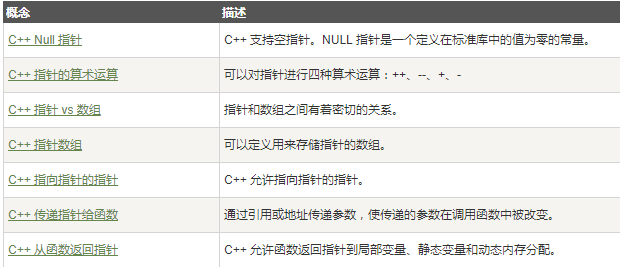 概念 描述
C++ Null 指针 C++ 支持空指针。NULL 指针是一个定义在标准库中的值为零的常量。
C++ 指针的算术运算 可以对指针进行四种算术运算：++、--、+、-
C++ 指针 vs 数组 指针和数组之间有着密切的关系。
C++ 指针数组 可以定义用来存储指针的数组。
C++ 指向指针的指针 C++ 允许指向指针的指针。
C++ 传递指针给函数 通过引用或地址传递参数，使传递的参数在调用函数中被改变。
C++ 从函数返回指针 C++ 允许函数返回指针到局部变量、静态变量和动态内存分配。